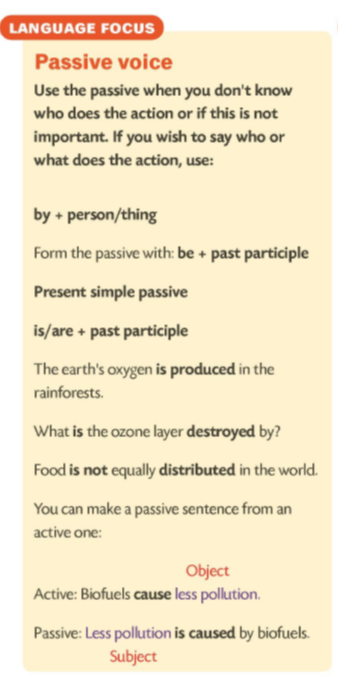 LANGUAGE FOCUS
Passive voice
Use the passive when you don't know
who does the action or if this is not
important. If you wish to say who or
what does the action, use:
by + person/thing
Form the passive with: be + past participle
Present simple passive
is/are + past participle
The earth's oxygen is produced in the
rainforests.
What is the ozone layer destroyed by?
Food is not equally distributed in the world.
You can make a passive sentence from an
active one:
Object
Active: Biofuels cause less pollution.
Passive: Less pollution is caused by biofuels.
Subject